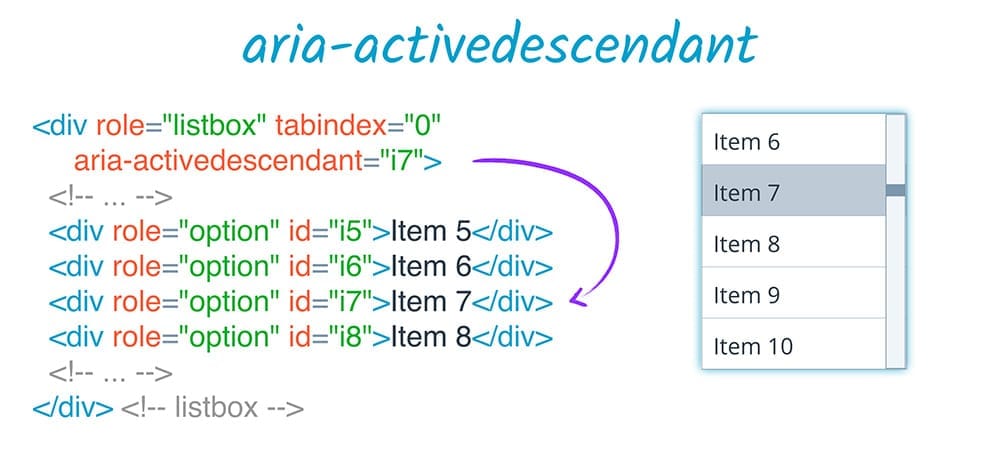 aria-activedescendant
<div role="listbox" tabindex="0"
aria-activedescendant="i7">
<!-- ... -->
<div role="option" id="i5">Item 5</div>
<div role="option" id="i6">Item 6</div>
<div role="option" id="i7">Item 7</div>
<div role="option" id="i8">Item 8</div>
<!-- ... -->
</div> <!-- listbox -->
Item 6
Item 7
Item 8
Item 9
Item 10